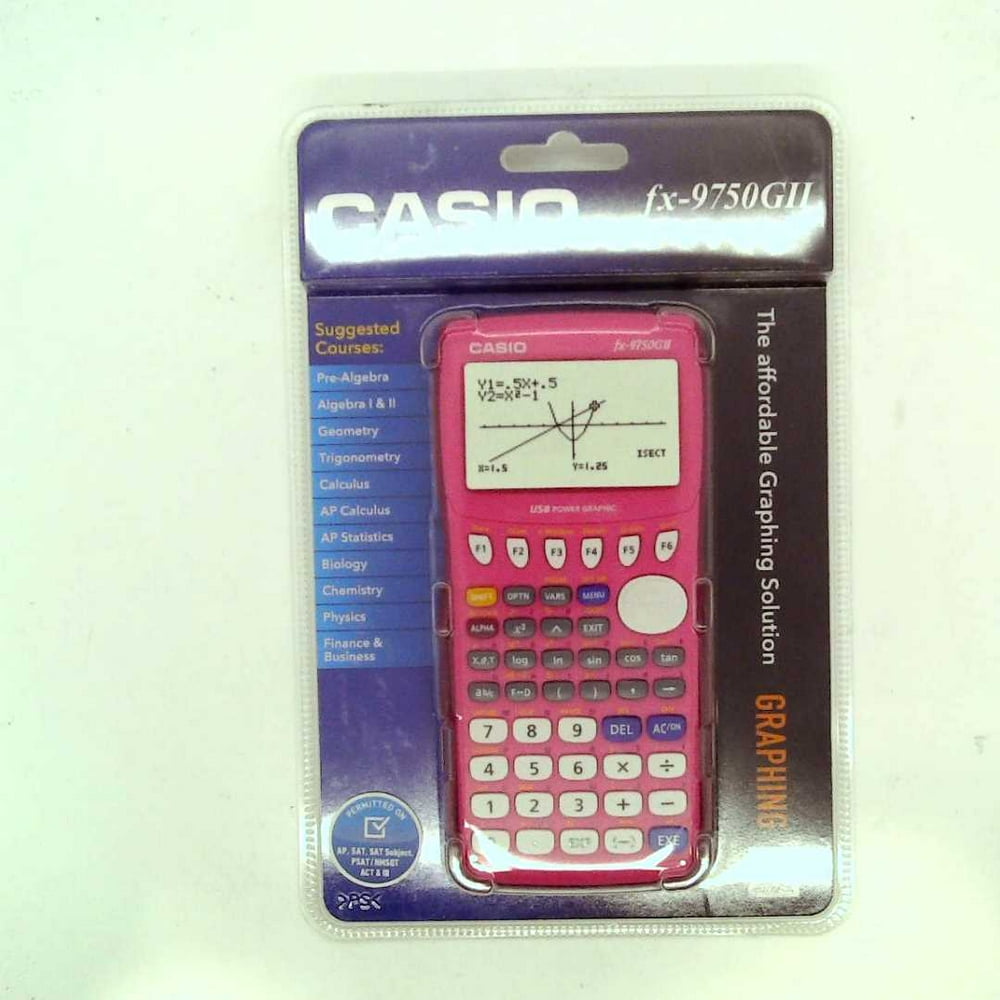 CASIO
fx-9750GII
Suggested
Courses:
Pre-Algebra
Algebra I & II
Geometry
Trigonometry
Calculus
AP Calculus
AP Statistics
Biology
Chemistry
Physics
Finance &
Business
PERMITTED ON
AP, SAT, SAT Subject,
PSAT/NMSQT
ACT & IB
The affordable Graphing Solution GRAPHING
CASIO fx-9750GII
Y1=.5X+.5
Y2=X²-1
ISECT
X=1.5 Y=1.25
USB POWER GRAPHIC
F1 F2 F3 F4 F5 F6
SHIFT OPTN VARS MENU
ALPHA x² ^ EXIT
X,θ,T log ln sin cos tan
a b/c F↔D ( ) , →
7 8 9 DEL AC/ON
4 5 6 × ÷
1 2 3 + −
0 . EXP (−) EXE